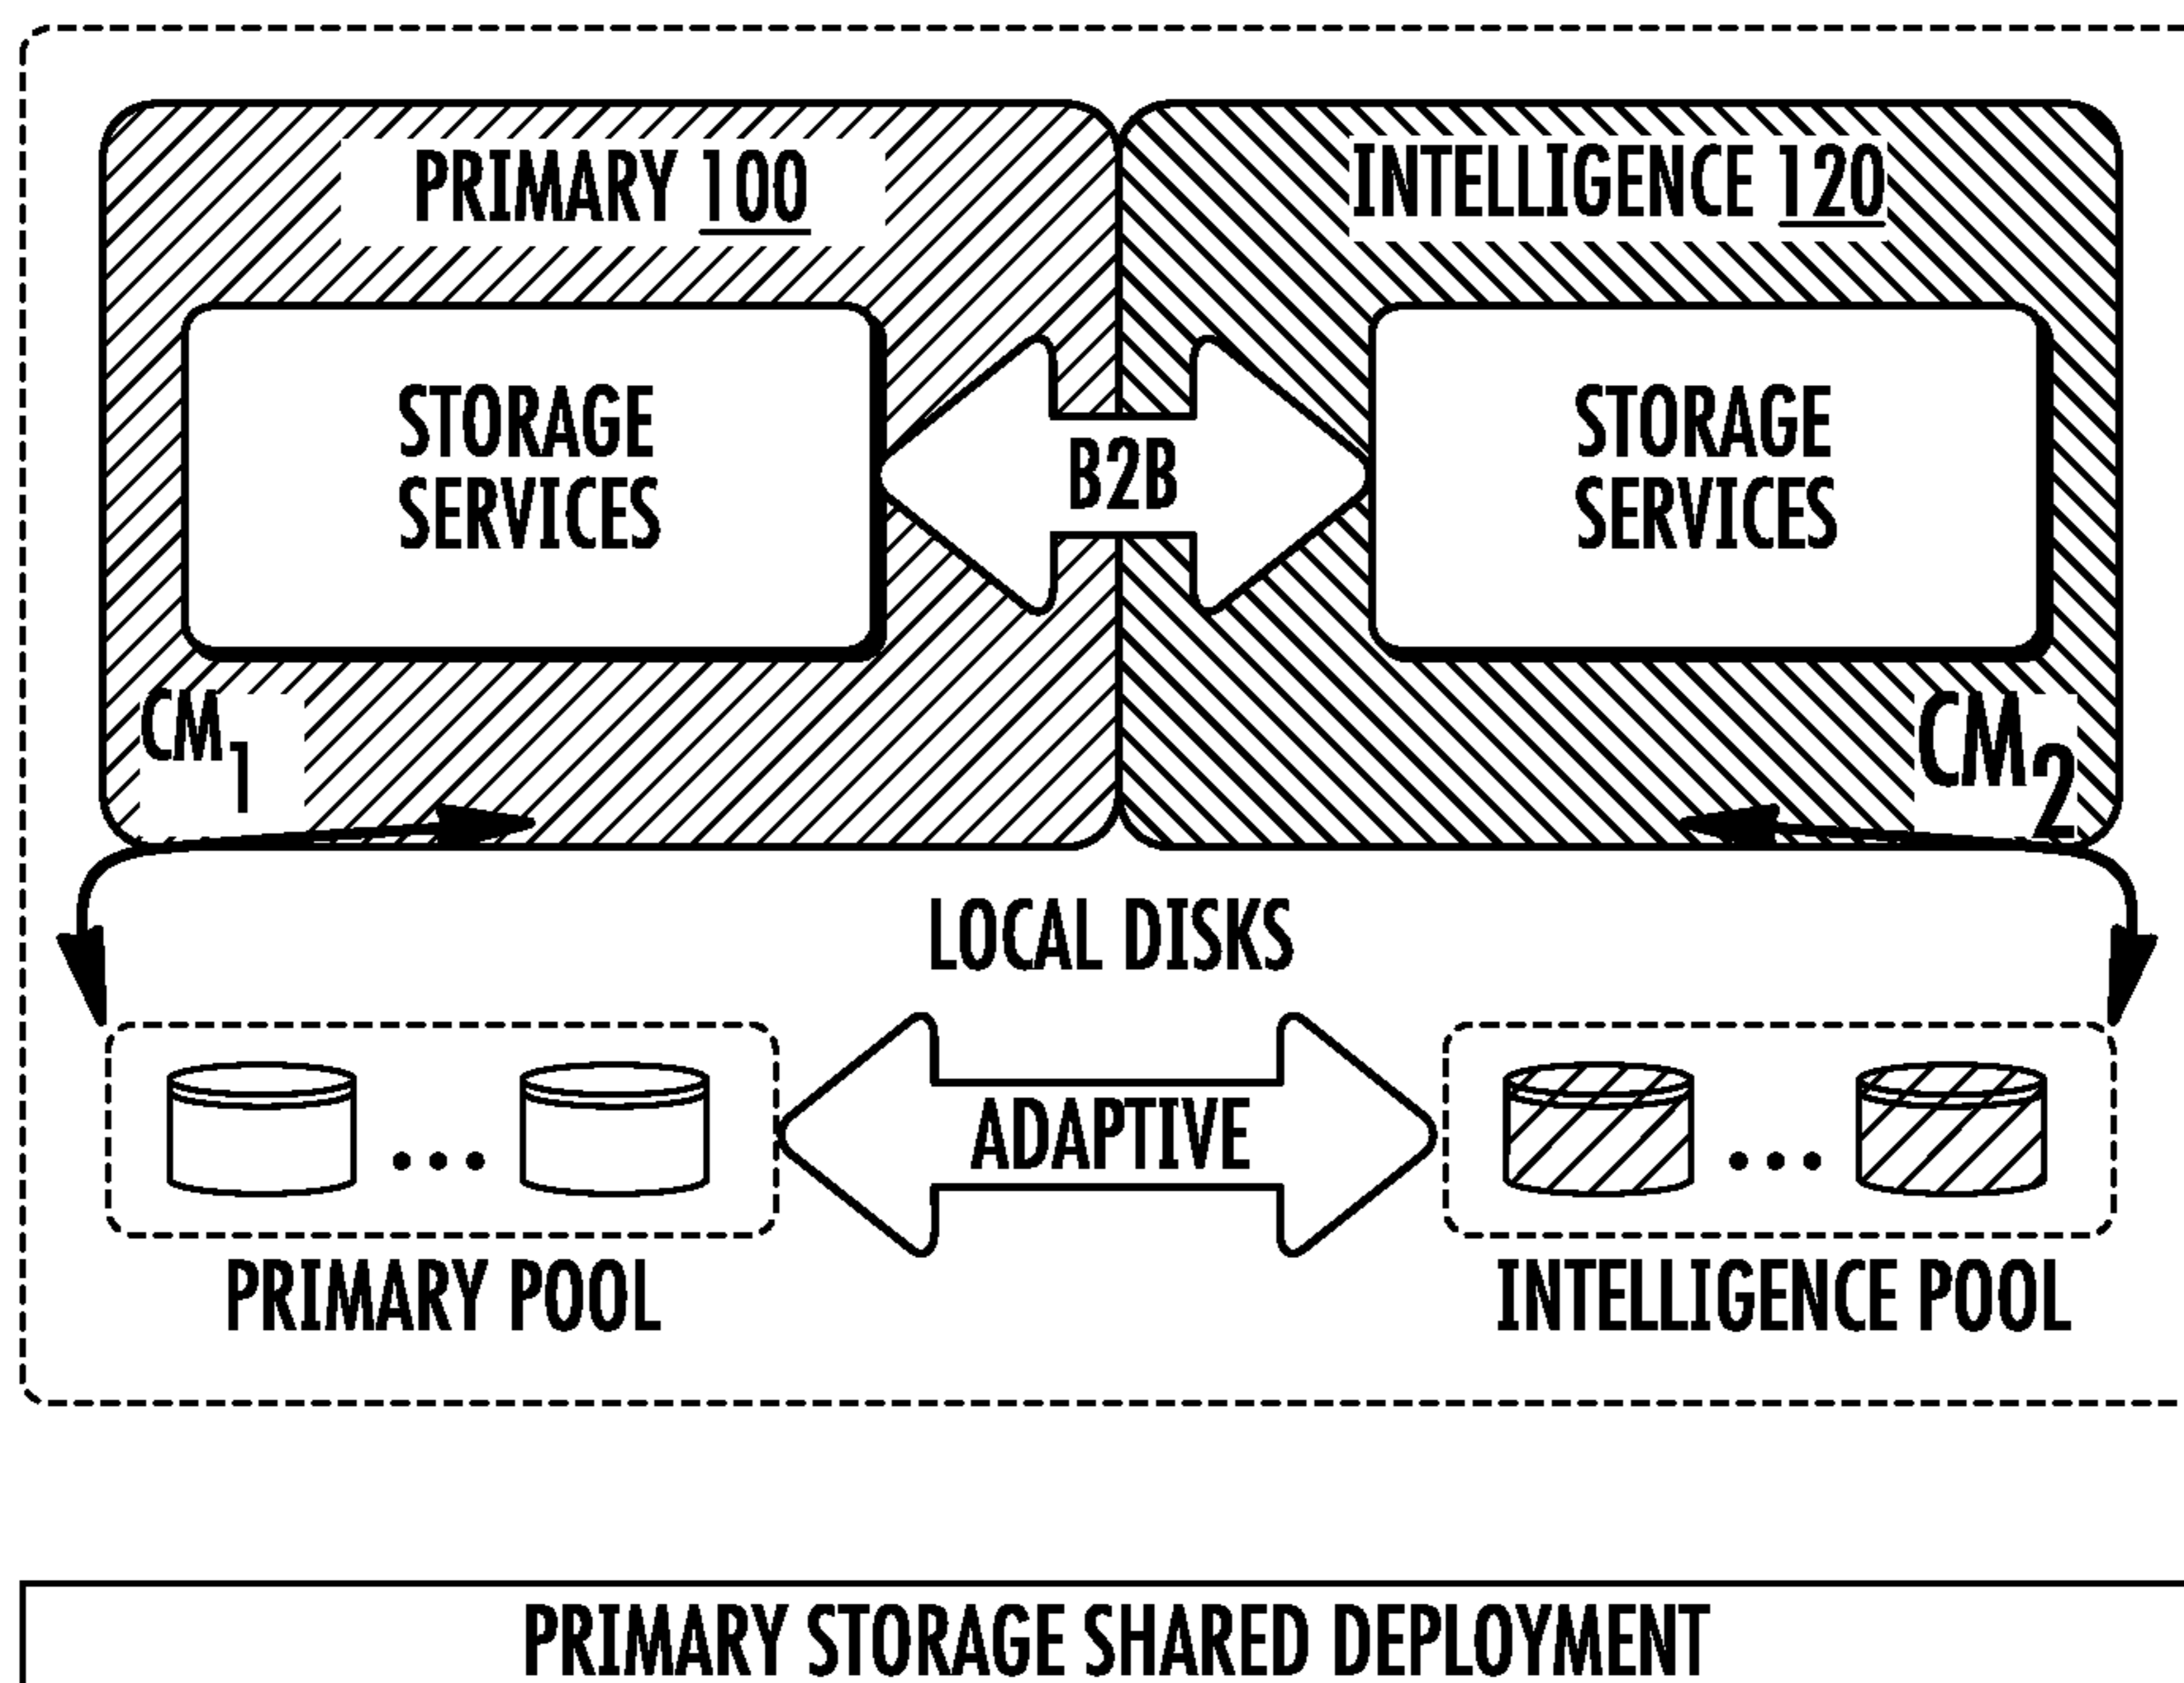 PRIMARY 100
INTELLIGENCE 120
STORAGE
SERVICES
B2B
STORAGE
SERVICES
CM1
CM2
LOCAL DISKS
ADAPTIVE
PRIMARY POOL
INTELLIGENCE POOL
PRIMARY STORAGE SHARED DEPLOYMENT